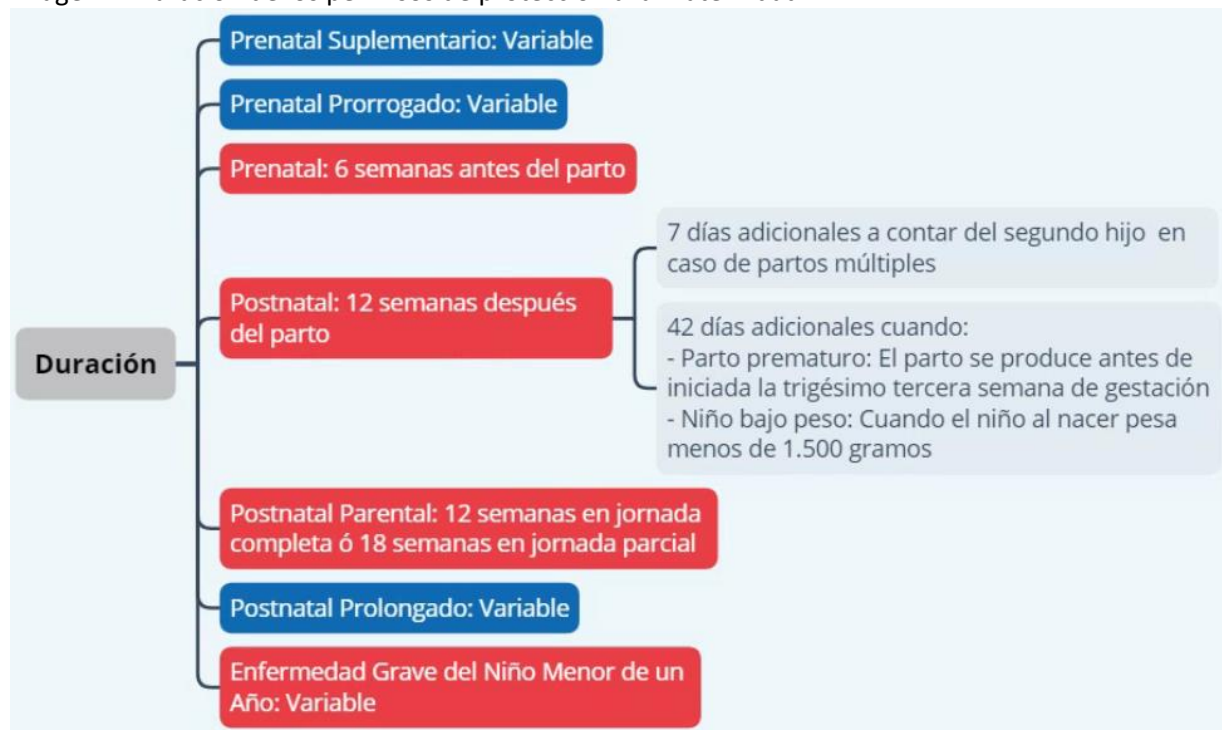 Prenatal Suplementario: Variable
Prenatal Prorrogado: Variable
Prenatal: 6 semanas antes del parto
Postnatal: 12 semanas después
del parto
7 días adicionales a contar del segundo hijo en
caso de partos múltiples
42 días adicionales cuando:
- Parto prematuro: El parto se produce antes de
iniciada la trigésimo tercera semana de gestación
- Niño bajo peso: Cuando el niño al nacer pesa
menos de 1.500 gramos
Duración
Postnatal Parental: 12 semanas en jornada
completa ó 18 semanas en jornada parcial
Postnatal Prolongado: Variable
Enfermedad Grave del Niño Menor de un
Año: Variable